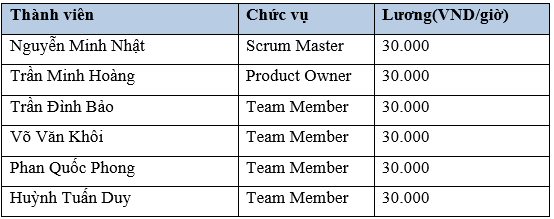 Thành viên Chức vụ Lương(VND/giờ)
Nguyễn Minh Nhật Scrum Master 30.000
Trần Minh Hoàng Product Owner 30.000
Trần Đình Bảo Team Member 30.000
Võ Văn Khôi Team Member 30.000
Phan Quốc Phong Team Member 30.000
Huỳnh Tuấn Duy Team Member 30.000